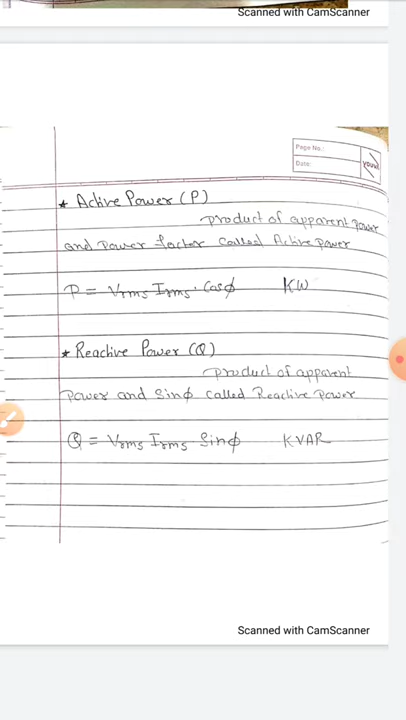 Scanned with CamScanner
Page No.:
Date:
YOUVA
★ Active Power (P)
product of apparent power
and power factor called Active power
P = Vrms Irms · Cosϕ KW
★ Reactive Power (Q)
product of apparent
power and Sinϕ called Reactive power
Q = Vrms Irms Sinϕ KVAR
Scanned with CamScanner